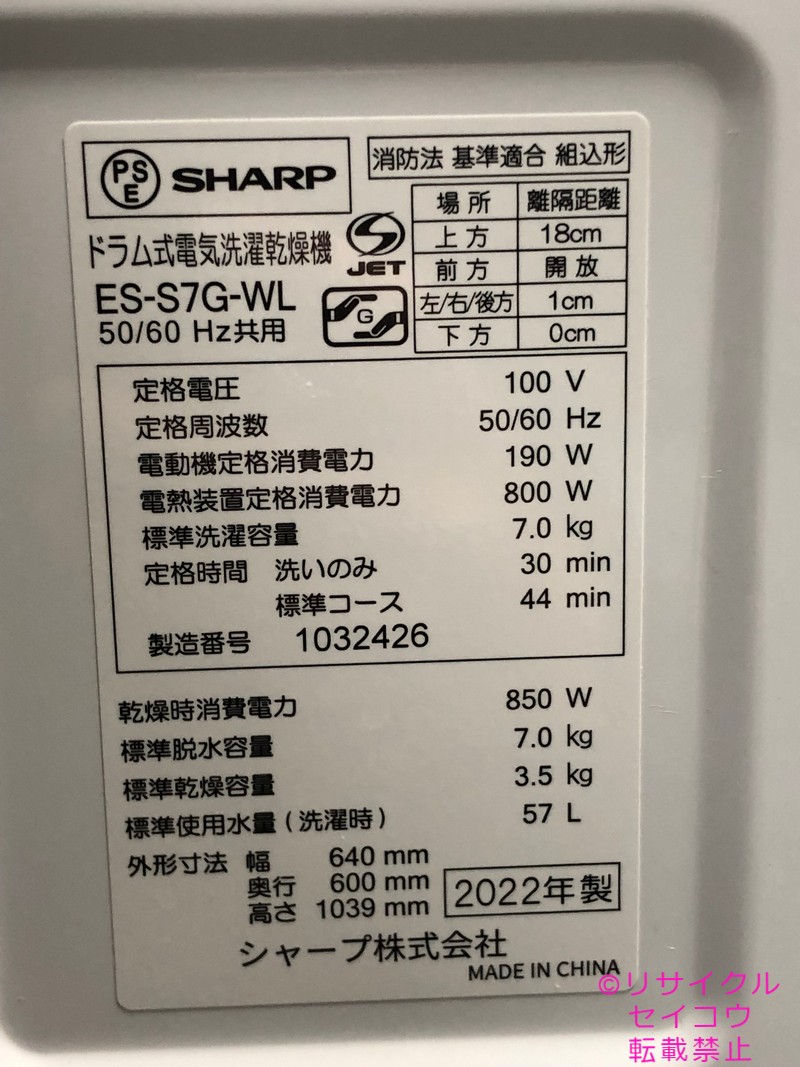 PSE SHARP
消防法 基準適合 組込形
場所 離隔距離
上方 18cm
前方 開放
左/右/後方 1cm
下方 0cm
ドラム式電気洗濯乾燥機
S JET
ES-S7G-WL
G
50/60 Hz共用
定格電圧 100 V
定格周波数 50/60 Hz
電動機定格消費電力 190 W
電熱装置定格消費電力 800 W
標準洗濯容量 7.0 kg
定格時間 洗いのみ 30 min
標準コース 44 min
製造番号 1032426
乾燥時消費電力 850 W
標準脱水容量 7.0 kg
標準乾燥容量 3.5 kg
標準使用水量(洗濯時) 57 L
外形寸法 幅 640 mm
奥行 600 mm
高さ 1039 mm
2022年製
シャープ株式会社
MADE IN CHINA
©リサイクル
セイコウ
転載禁止